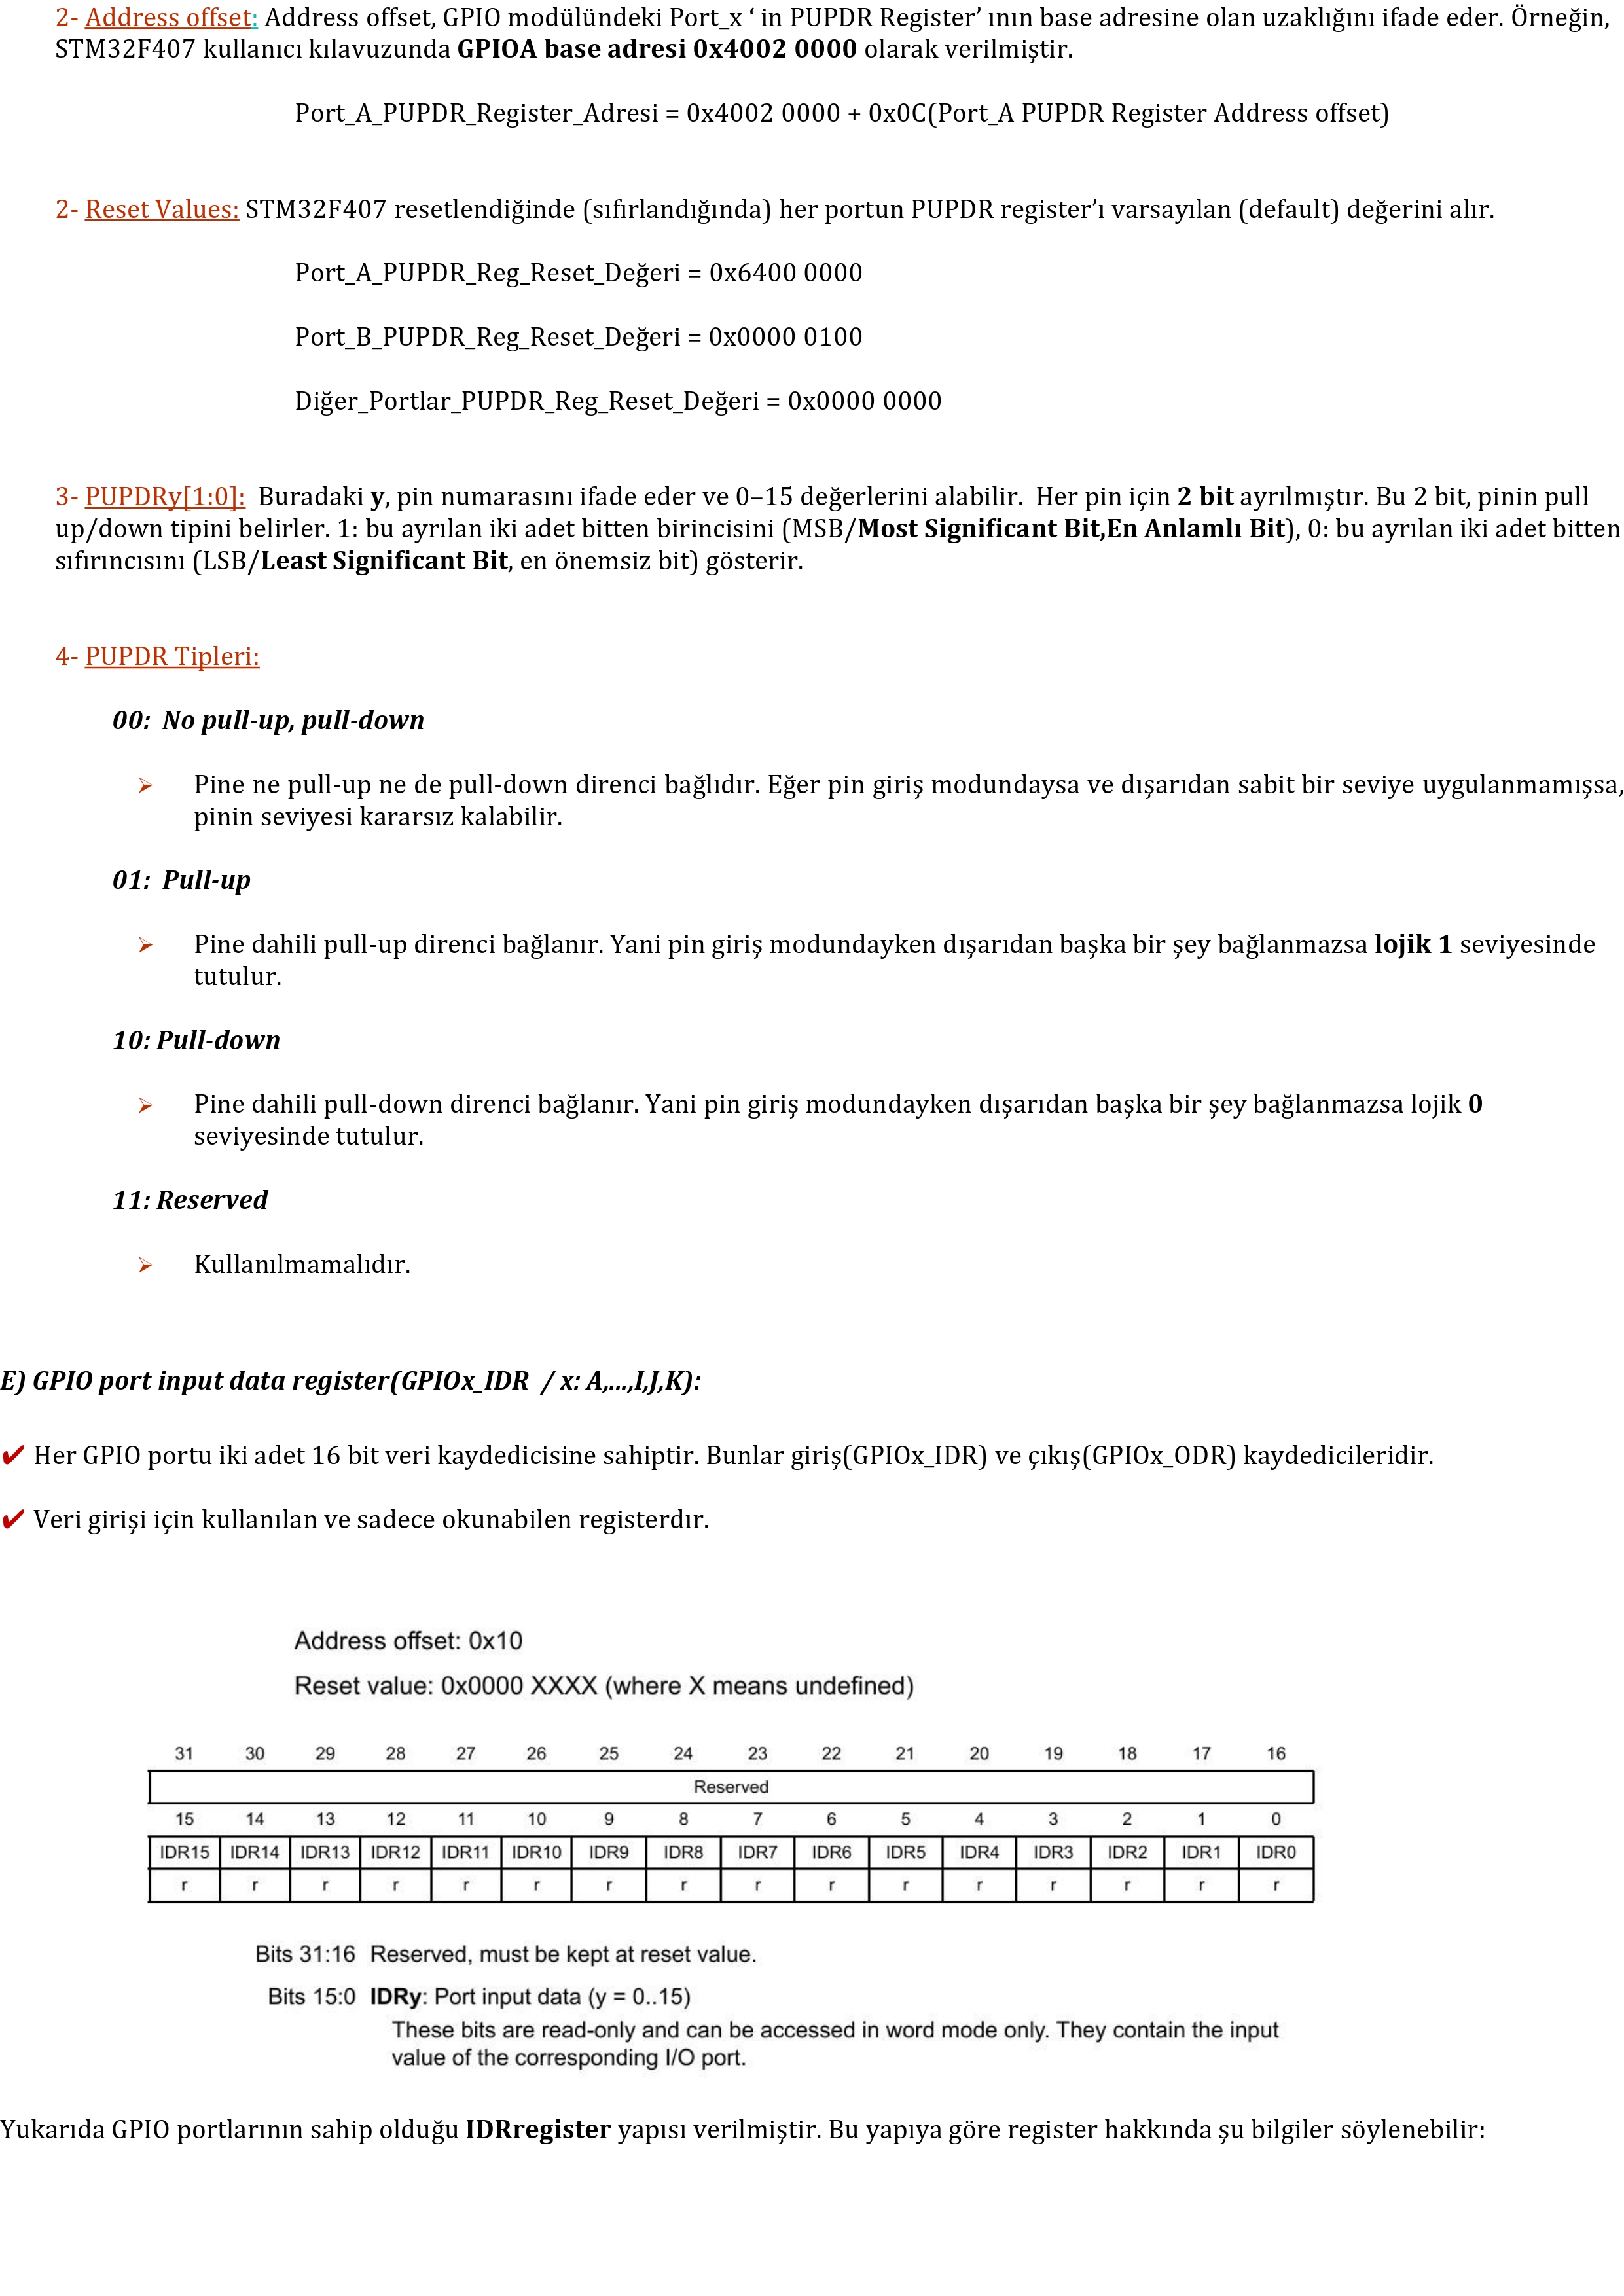 2- Address offset: Address offset, GPIO modülündeki Port_x ‘ in PUPDR Register’ ının base adresine olan uzaklığını ifade eder. Örneğin,
STM32F407 kullanıcı kılavuzunda GPIOA base adresi 0x4002 0000 olarak verilmiştir.
Port_A_PUPDR_Register_Adresi = 0x4002 0000 + 0x0C(Port_A PUPDR Register Address offset)
2- Reset Values: STM32F407 resetlendiğinde (sıfırlandığında) her portun PUPDR register’ı varsayılan (default) değerini alır.
Port_A_PUPDR_Reg_Reset_Değeri = 0x6400 0000
Port_B_PUPDR_Reg_Reset_Değeri = 0x0000 0100
Diğer_Portlar_PUPDR_Reg_Reset_Değeri = 0x0000 0000
3- PUPDRy[1:0]: Buradaki y, pin numarasını ifade eder ve 0–15 değerlerini alabilir. Her pin için 2 bit ayrılmıştır. Bu 2 bit, pinin pull
up/down tipini belirler. 1: bu ayrılan iki adet bitten birincisini (MSB/Most Significant Bit,En Anlamlı Bit), 0: bu ayrılan iki adet bitten
sıfırıncısını (LSB/Least Significant Bit, en önemsiz bit) gösterir.
4- PUPDR Tipleri:
00: No pull-up, pull-down
➢ Pine ne pull-up ne de pull-down direnci bağlıdır. Eğer pin giriş modundaysa ve dışarıdan sabit bir seviye uygulanmamışsa,
pinin seviyesi kararsız kalabilir.
01: Pull-up
➢ Pine dahili pull-up direnci bağlanır. Yani pin giriş modundayken dışarıdan başka bir şey bağlanmazsa lojik 1 seviyesinde
tutulur.
10: Pull-down
➢ Pine dahili pull-down direnci bağlanır. Yani pin giriş modundayken dışarıdan başka bir şey bağlanmazsa lojik 0
seviyesinde tutulur.
11: Reserved
➢ Kullanılmamalıdır.
E) GPIO port input data register(GPIOx_IDR / x: A,...,I,J,K):
✔ Her GPIO portu iki adet 16 bit veri kaydedicisine sahiptir. Bunlar giriş(GPIOx_IDR) ve çıkış(GPIOx_ODR) kaydedicileridir.
✔ Veri girişi için kullanılan ve sadece okunabilen registerdır.
Address offset: 0x10
Reset value: 0x0000 XXXX (where X means undefined)
31 30 29 28 27 26 25 24 23 22 21 20 19 18 17 16
Reserved
15 14 13 12 11 10 9 8 7 6 5 4 3 2 1 0
IDR15 IDR14 IDR13 IDR12 IDR11 IDR10 IDR9 IDR8 IDR7 IDR6 IDR5 IDR4 IDR3 IDR2 IDR1 IDR0
r r r r r r r r r r r r r r r r
Bits 31:16 Reserved, must be kept at reset value.
Bits 15:0 IDRy: Port input data (y = 0..15)
These bits are read-only and can be accessed in word mode only. They contain the input
value of the corresponding I/O port.
Yukarıda GPIO portlarının sahip olduğu IDRregister yapısı verilmiştir. Bu yapıya göre register hakkında şu bilgiler söylenebilir: